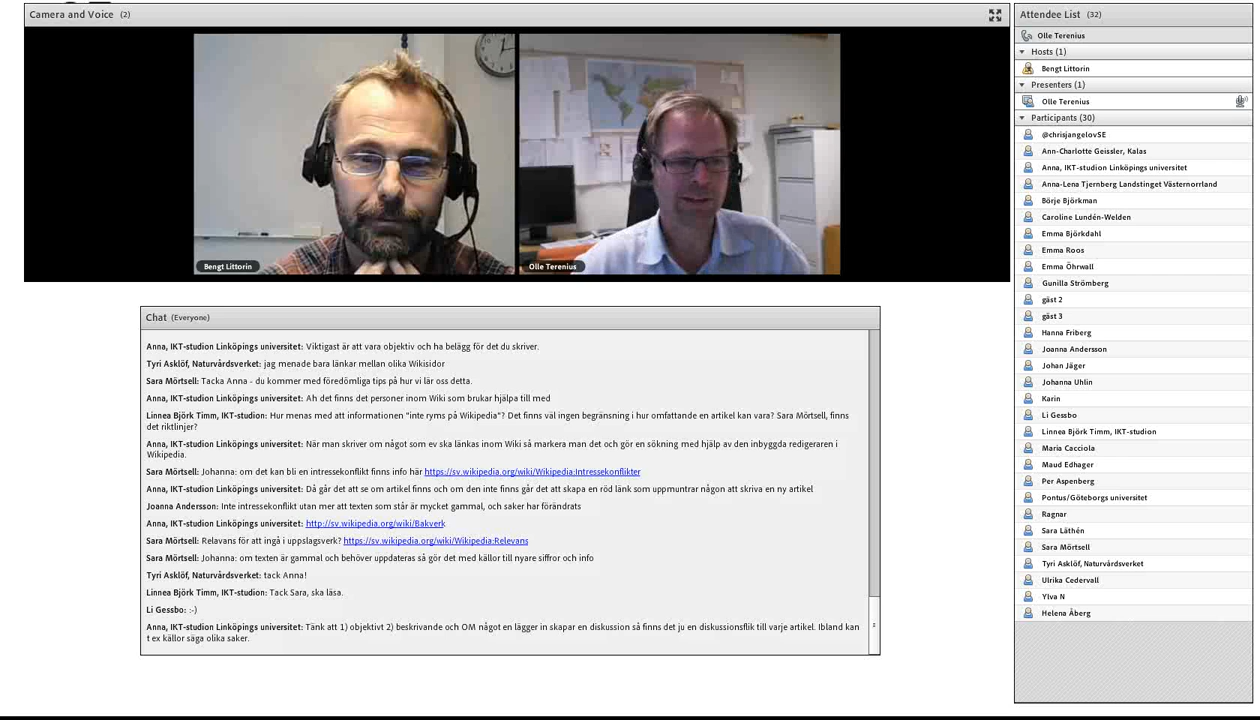 Camera and Voice (2)
Bengt Littorin
Olle Terenius
Chat (Everyone)
Anna, IKT-studion Linköpings universitet: Viktigast är att vara objektiv och ha belägg för det du skriver.
Tyri Asklöf, Naturvårdsverket: jag menade bara länkar mellan olika Wikisidor
Sara Mörtsell: Tacka Anna - du kommer med föredömliga tips på hur vi lär oss detta.
Anna, IKT-studion Linköpings universitet: Ah det finns det personer inom Wiki som brukar hjälpa till med
Linnea Björk Timm, IKT-studion: Hur menas med att informationen "inte ryms på Wikipedia"? Det finns väl ingen begränsning i hur omfattande en artikel kan vara? Sara Mörtsell, finns
det riktlinjer?
Anna, IKT-studion Linköpings universitet: När man skriver om något som ev ska länkas inom Wiki så markera man det och gör en sökning med hjälp av den inbyggda redigeraren i
Wikipedia.
Sara Mörtsell: Johanna: om det kan bli en intressekonflikt finns info här https://sv.wikipedia.org/wiki/Wikipedia:Intressekonflikter
Anna, IKT-studion Linköpings universitet: Då går det att se om artikel finns och om den inte finns går det att skapa en röd länk som uppmuntrar någon att skriva en ny artikel
Joanna Andersson: Inte intressekonflikt utan mer att texten som står är mycket gammal, och saker har förändrats
Anna, IKT-studion Linköpings universitet: http://sv.wikipedia.org/wiki/Bakverk
Sara Mörtsell: Relavans för att ingå i uppslagsverk? https://sv.wikipedia.org/wiki/Wikipedia:Relevans
Sara Mörtsell: Johanna: om texten är gammal och behöver uppdateras så gör det med källor till nyare siffror och info
Tyri Asklöf, Naturvårdsverket: tack Anna!
Linnea Björk Timm, IKT-studion: Tack Sara, ska läsa.
Li Gessbo: :-)
Anna, IKT-studion Linköpings universitet: Tänk att 1) objektivt 2) beskrivande och OM något en lägger in skapar en diskussion så finns det ju en diskussionsflik till varje artikel. Ibland kan
t ex källor säga olika saker.
Attendee List (32)
Olle Terenius
Hosts (1)
Bengt Littorin
Presenters (1)
Olle Terenius
Participants (30)
@chrisjangelovSE
Ann-Charlotte Geissler, Kalas
Anna, IKT-studion Linköpings universitet
Anna-Lena Tjernberg Landstinget Västernorrland
Börje Björkman
Caroline Lundén-Welden
Emma Björkdahl
Emma Roos
Emma Öhrwall
Gunilla Strömberg
gäst 2
gäst 3
Hanna Friberg
Joanna Andersson
Johan Jäger
Johanna Uhlin
Karin
Li Gessbo
Linnea Björk Timm, IKT-studion
Maria Cacciola
Maud Edhager
Per Aspenberg
Pontus/Göteborgs universitet
Ragnar
Sara Låthén
Sara Mörtsell
Tyri Asklöf, Naturvårdsverket
Ulrika Cedervall
Ylva N
Helena Åberg